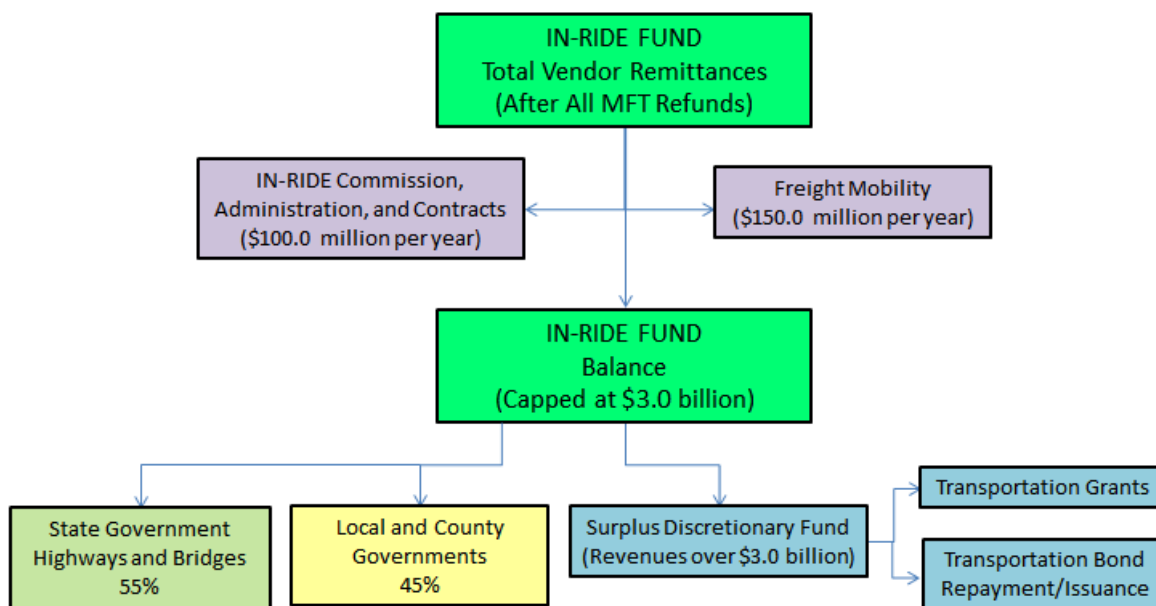 IN-RIDE FUND
Total Vendor Remittances
(After All MFT Refunds)
IN-RIDE Commission,
Administration, and Contracts
($100.0 million per year)
Freight Mobility
($150.0 million per year)
IN-RIDE FUND
Balance
(Capped at $3.0 billion)
State Government
Highways and Bridges
55%
Local and County
Governments
45%
Surplus Discretionary Fund
(Revenues over $3.0 billion)
Transportation Grants
Transportation Bond
Repayment/Issuance